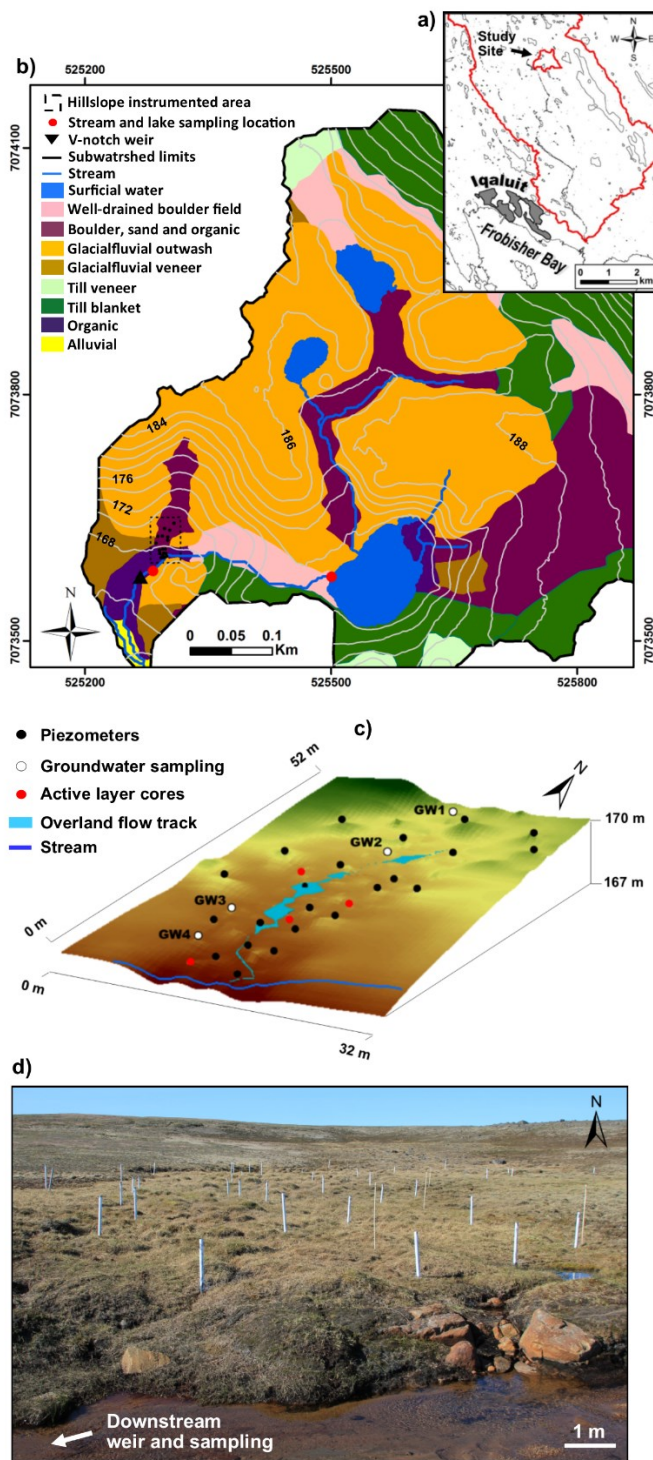 a)
N
W E
S
Study
Site
Iqaluit
Frobisher Bay
0 1 2
km
b)
525200 525500
7074100
7073800
7073500
7073800
7073500
525200 525500 525800
Hillslope instrumented area
Stream and lake sampling location
V-notch weir
Subwatrshed limits
Stream
Surficial water
Well-drained boulder field
Boulder, sand and organic
Glacialfluvial outwash
Glacialfluvial veneer
Till veneer
Till blanket
Organic
Alluvial
184
186
188
176
172
168
N
0 0.05 0.1
Km
c)
Piezometers
Groundwater sampling
Active layer cores
Overland flow track
Stream
52 m
N
GW1
170 m
GW2
167 m
GW3
GW4
0 m
0 m
32 m
d)
N
Downstream
weir and sampling
1 m